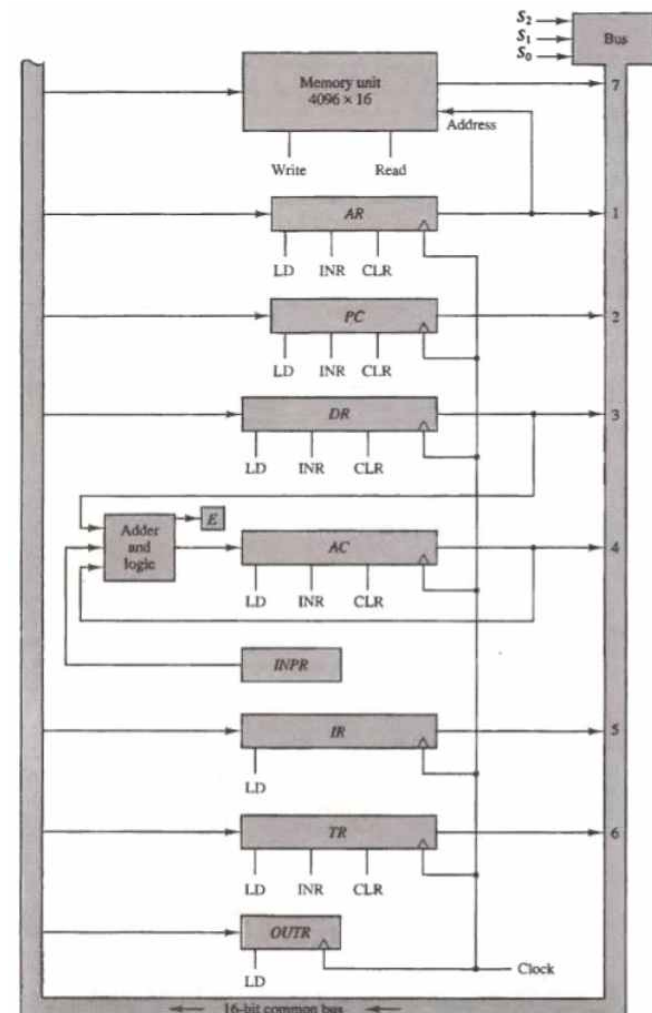 S2
S1
S0
Bus
Memory unit
4096 × 16
7
Address
Write
Read
AR
1
LD
INR
CLR
PC
2
LD
INR
CLR
DR
3
LD
INR
CLR
Adder
and
logic
E
AC
4
LD
INR
CLR
INPR
IR
5
LD
TR
6
LD
INR
CLR
OUTR
LD
Clock
16-bit common bus